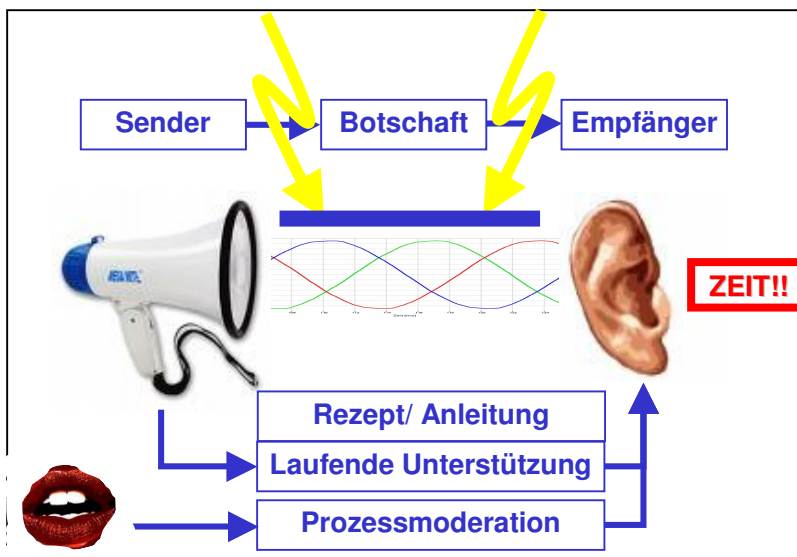 Sender
Botschaft
Empfänger
ZEIT!!
Rezept/ Anleitung
Laufende Unterstützung
Prozessmoderation